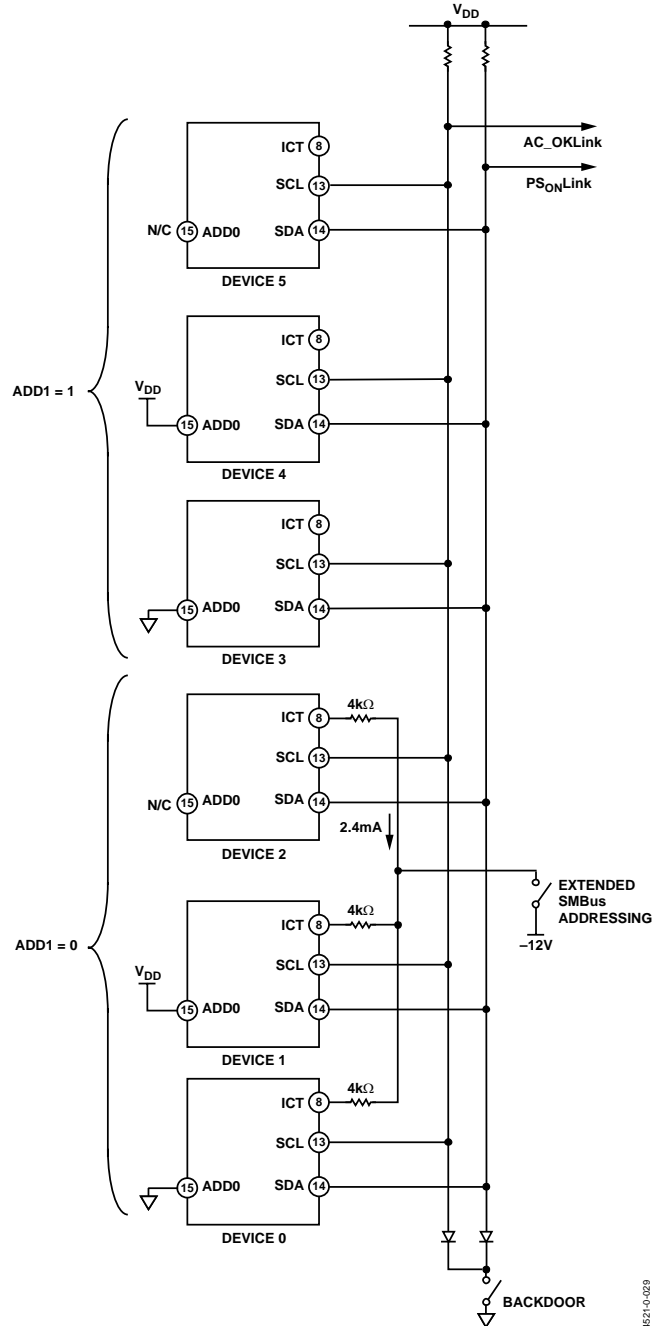 VDD
AC_OKLink
PSONLink
ICT 8
SCL 13
N/C 15 ADD0 SDA 14
DEVICE 5
ICT 8
VDD
SCL 13
15 ADD0 SDA 14
DEVICE 4
ADD1 = 1
ICT 8
SCL 13
15 ADD0 SDA 14
DEVICE 3
ICT 8 4kΩ
SCL 13
N/C 15 ADD0 SDA 14
DEVICE 2
2.4mA
EXTENDED
SMBus
ADDRESSING
–12V
ADD1 = 0
ICT 8 4kΩ
VDD
SCL 13
15 ADD0 SDA 14
DEVICE 1
ICT 8 4kΩ
SCL 13
15 ADD0 SDA 14
DEVICE 0
BACKDOOR